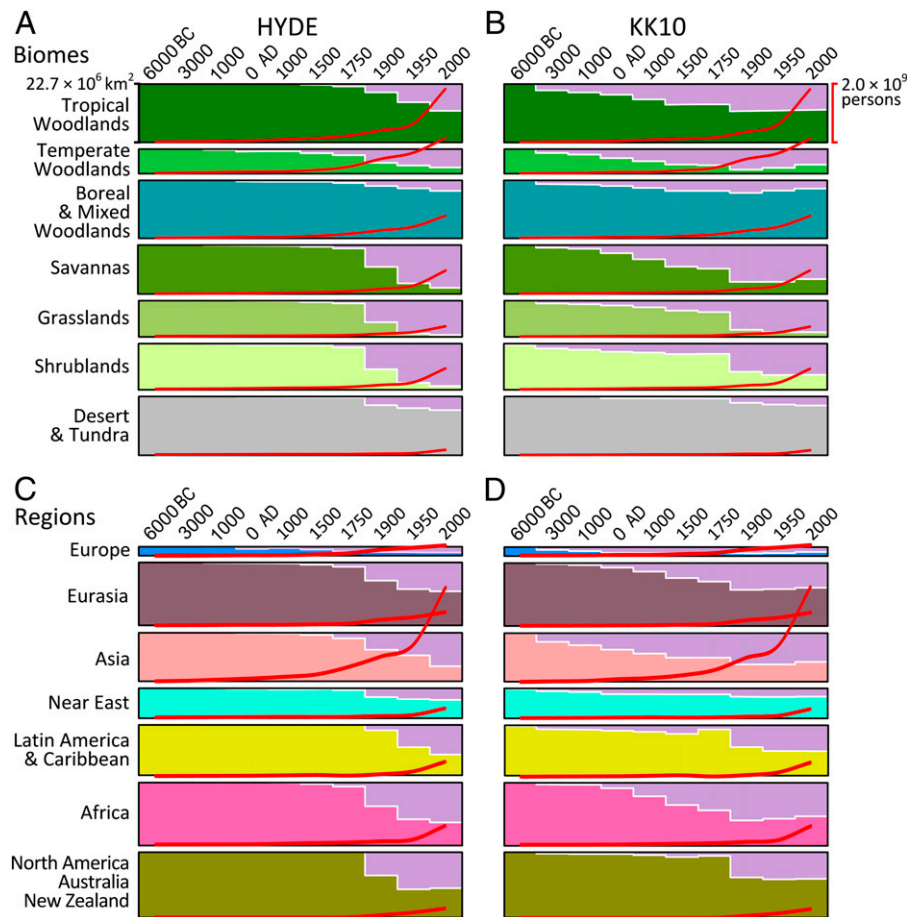 A
HYDE
B
KK10
Biomes
6000 BC
3000
1000
0 AD
1000
1500
1750
1900
1950
2000
6000 BC
3000
1000
0 AD
1000
1500
1750
1900
1950
2000
22.7 × 10⁶ km²
2.0 × 10⁹
persons
Tropical
Woodlands
Temperate
Woodlands
Boreal
& Mixed
Woodlands
Savannas
Grasslands
Shrublands
Desert
& Tundra
C
D
Regions
6000 BC
3000
1000
0 AD
1000
1500
1750
1900
1950
2000
6000 BC
3000
1000
0 AD
1000
1500
1750
1900
1950
2000
Europe
Eurasia
Asia
Near East
Latin America
& Caribbean
Africa
North America
Australia
New Zealand